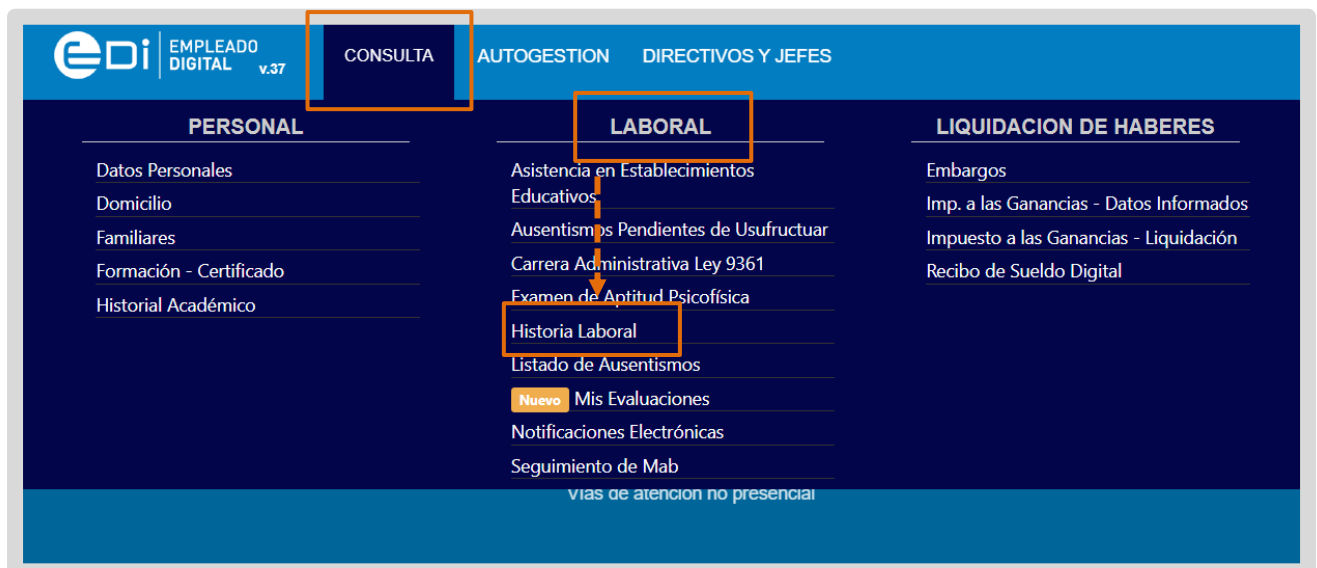 eDi EMPLEADO
DIGITAL v.37
CONSULTA
AUTOGESTION
DIRECTIVOS Y JEFES
PERSONAL
Datos Personales
Domicilio
Familiares
Formación - Certificado
Historial Académico
LABORAL
Asistencia en Establecimientos
Educativos
Ausentismos Pendientes de Usufructuar
Carrera Administrativa Ley 9361
Examen de Aptitud Psicofísica
Historia Laboral
Listado de Ausentismos
Nuevo Mis Evaluaciones
Notificaciones Electrónicas
Seguimiento de Mab
LIQUIDACION DE HABERES
Embargos
Imp. a las Ganancias - Datos Informados
Impuesto a las Ganancias - Liquidación
Recibo de Sueldo Digital
Vías de atención no presencial